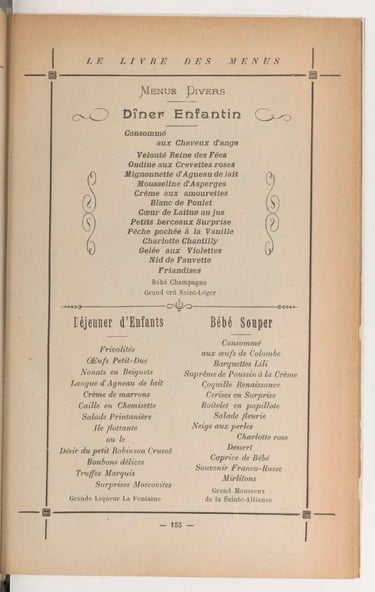 LE LIVRE DES MENUS
MENUS DIVERS
Dîner Enfantin
Consommé
aux Cheveux d'ange
Velouté Reine des Fées
Ondine aux Crevettes roses
Mignonnette d'Agneau de lait
Mousseline d'Asperges
Crème aux amourettes
Blanc de Poulet
Cœur de Laitue au jus
Petits berceaux Surprise
Pêche pochée à la Vanille
Charlotte Chantilly
Gelée aux Violettes
Nid de Fauvette
Friandises
Bébé Champagne
Grand crû Saint-Léger
Déjeuner d'Enfants
Frivolités
Œufs Petit-Duc
Nonats en Beignets
Langue d'Agneau de lait
Crème de marrons
Caille en Chemisette
Salade Printanière
Ile flottante
ou le
Désir du petit Robinson Crusoë
Bonbons délices
Truffes Marquis
Surprises Moscovites
Grande Liqueur La Fontaine
Bébé Souper
Consommé
aux œufs de Colombe
Barquettes Lili
Suprême de Poussin à la Crème
Coquille Renaissance
Cerises en Surprise
Roitelet en papillote
Salade fleurie
Neige aux perles
Charlotte rose
Dessert
Caprice de Bébé
Souvenir Franco-Russe
Mirlitons
Grand Mousseux
de la Sainte-Alliance
— 155 —